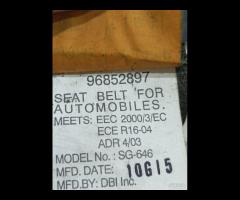 96852897
SEAT BELT FOR
AUTOMOBILES.
MEETS: EEC 2000/3/EC
ECE R16-04
ADR 4/03
MODEL No.: SG-646
MFD. DATE: 10G15
MFD.BY: DBI Inc.